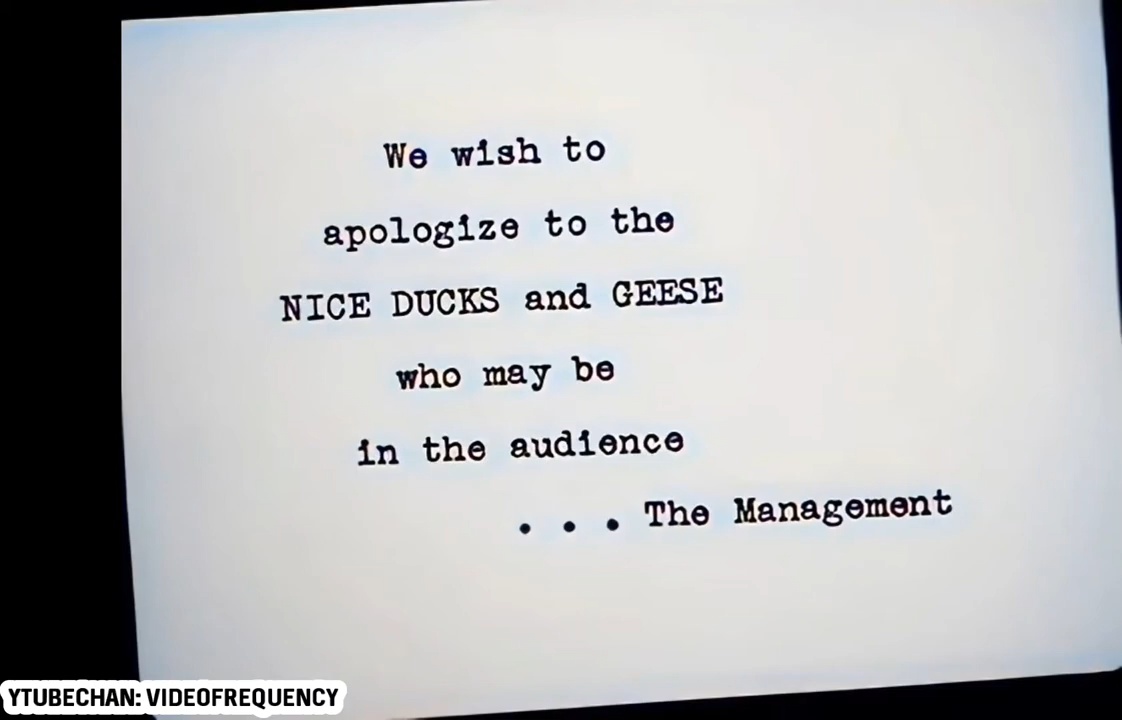 We wish to
apologize to the
NICE DUCKS and GEESE
who may be
in the audience
. . . The Management
YTUBECHAN: VIDEOFREQUENCY